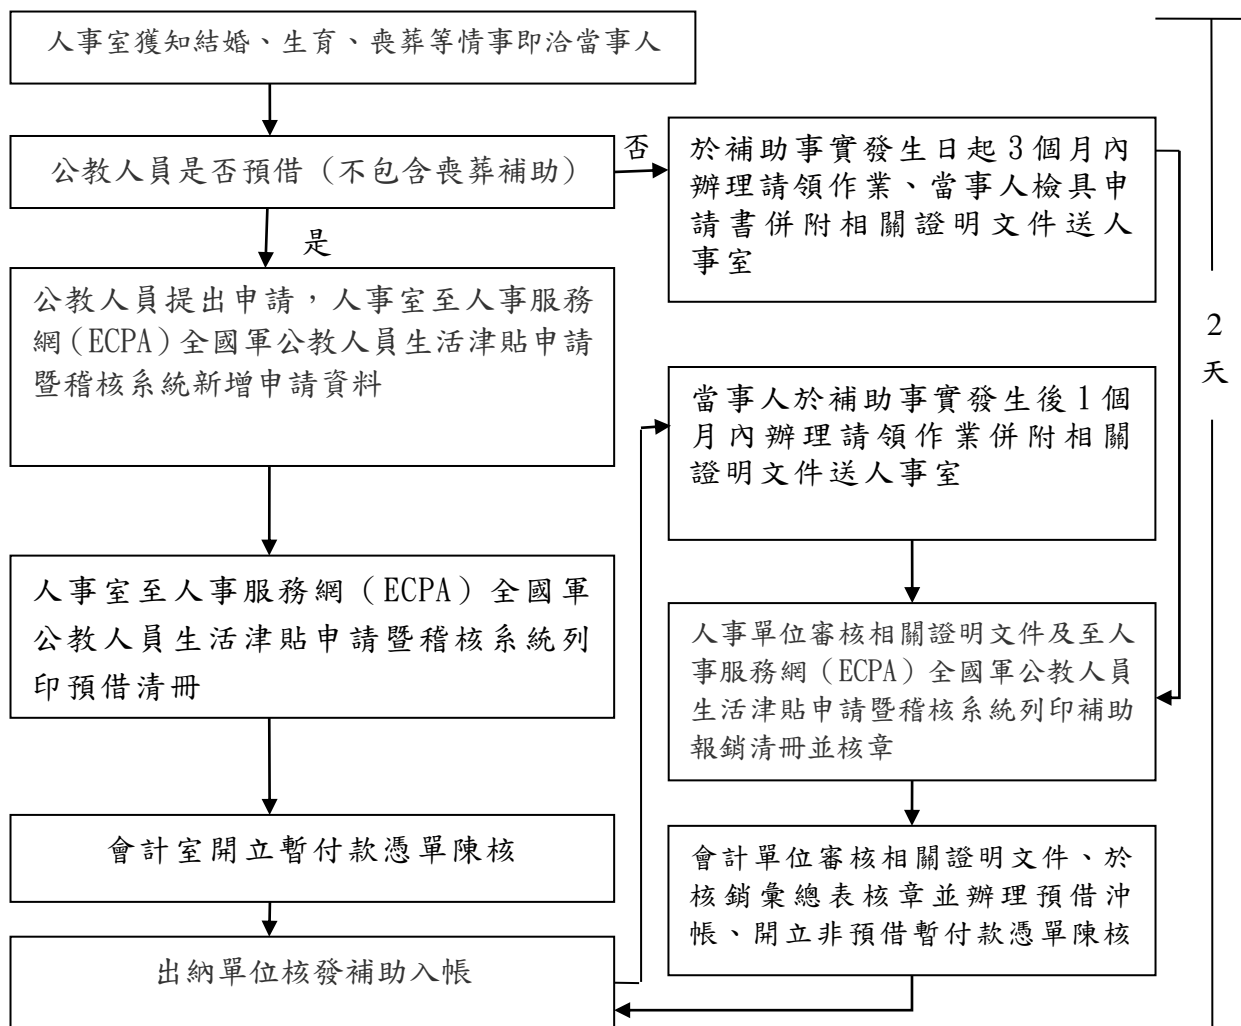 人事室獲知結婚、生育、喪葬等情事即洽當事人
公教人員是否預借（不包含喪葬補助）
否
於補助事實發生日起 3 個月內
辦理請領作業、當事人檢具申
請書併附相關證明文件送人
事室
是
公教人員提出申請，人事室至人事服務
網（ECPA）全國軍公教人員生活津貼申請
暨稽核系統新增申請資料
2
天
當事人於補助事實發生後 1 個
月內辦理請領作業併附相關
證明文件送人事室
人事室至人事服務網（ECPA）全國軍
公教人員生活津貼申請暨稽核系統列
印預借清冊
人事單位審核相關證明文件及至人
事服務網（ECPA）全國軍公教人員
生活津貼申請暨稽核系統列印補助
報銷清冊並核章
會計室開立暫付款憑單陳核
會計單位審核相關證明文件、於
核銷彙總表核章並辦理預借沖
帳、開立非預借暫付款憑單陳核
出納單位核發補助入帳